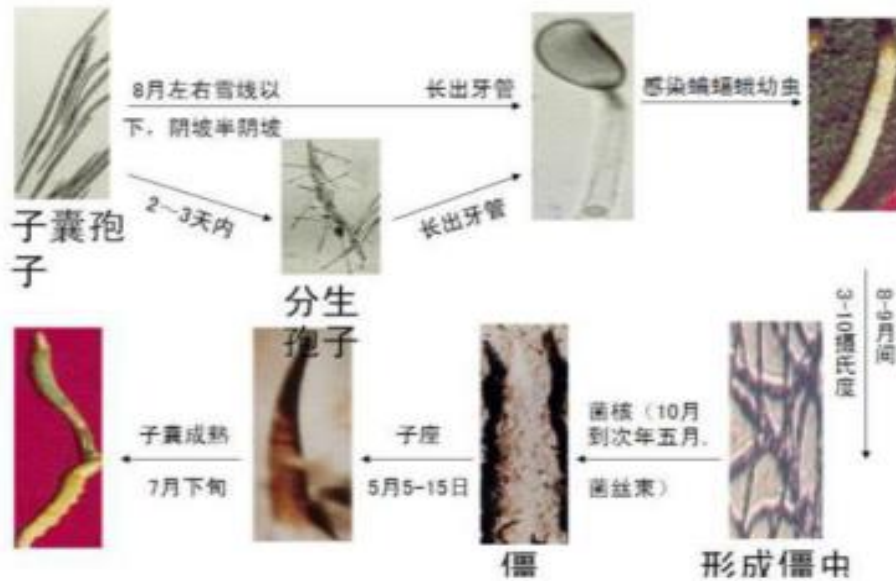 8月左右雪线以
下，阴坡半阴坡
长出牙管
感染蝙蝠蛾幼虫
子囊孢
子
2～3天内
长出牙管
分生
孢子
8-9月间
3-10摄氏度
子囊成熟
7月下旬
子座
5月5-15日
菌核（10月
到次年五月.
菌丝束）
僵
形成僵虫